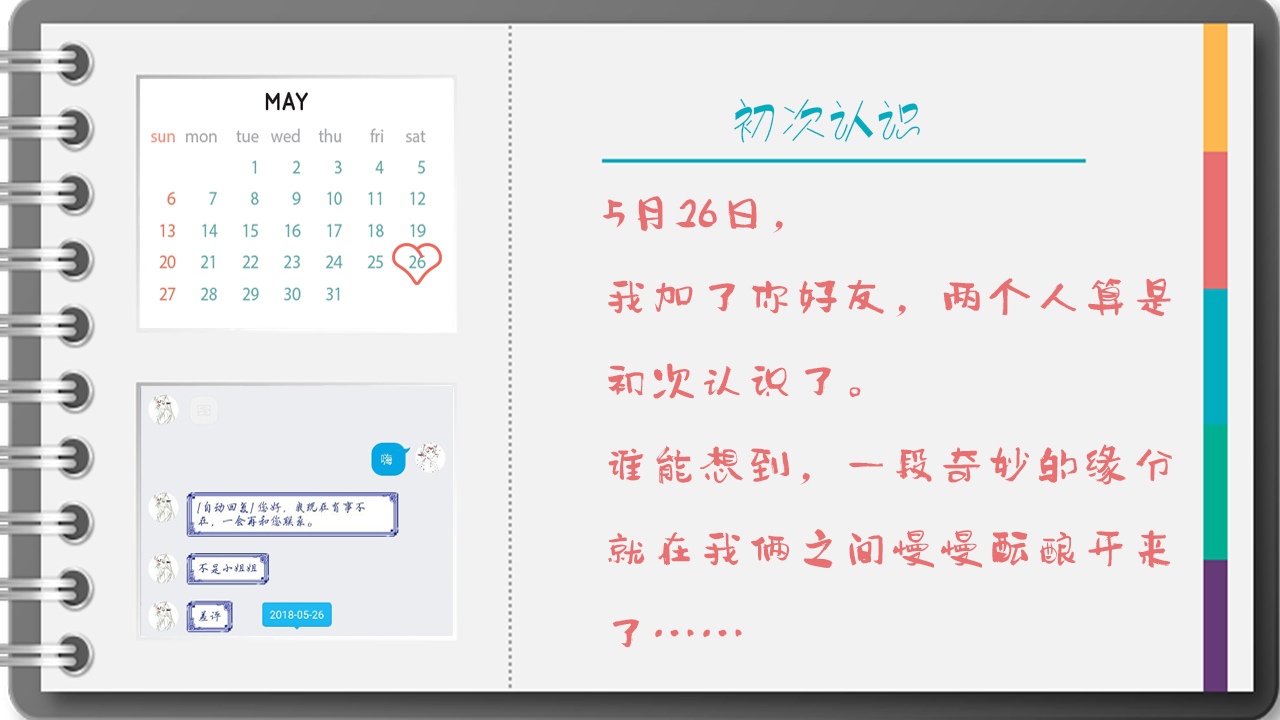 MAY
sun mon tue wed thu fri sat
1 2 3 4 5
6 7 8 9 10 11 12
13 14 15 16 17 18 19
20 21 22 23 24 25 26
27 28 29 30 31
嗨
[自动回复]您好，我现在有事不
在，一会再和您联系。
不是小姐姐
差评
2018-05-26
初次认识
5月26日，
我加了你好友，两个人算是
初次认识了。
谁能想到，一段奇妙的缘分
就在我俩之间慢慢酝酿开来
了……